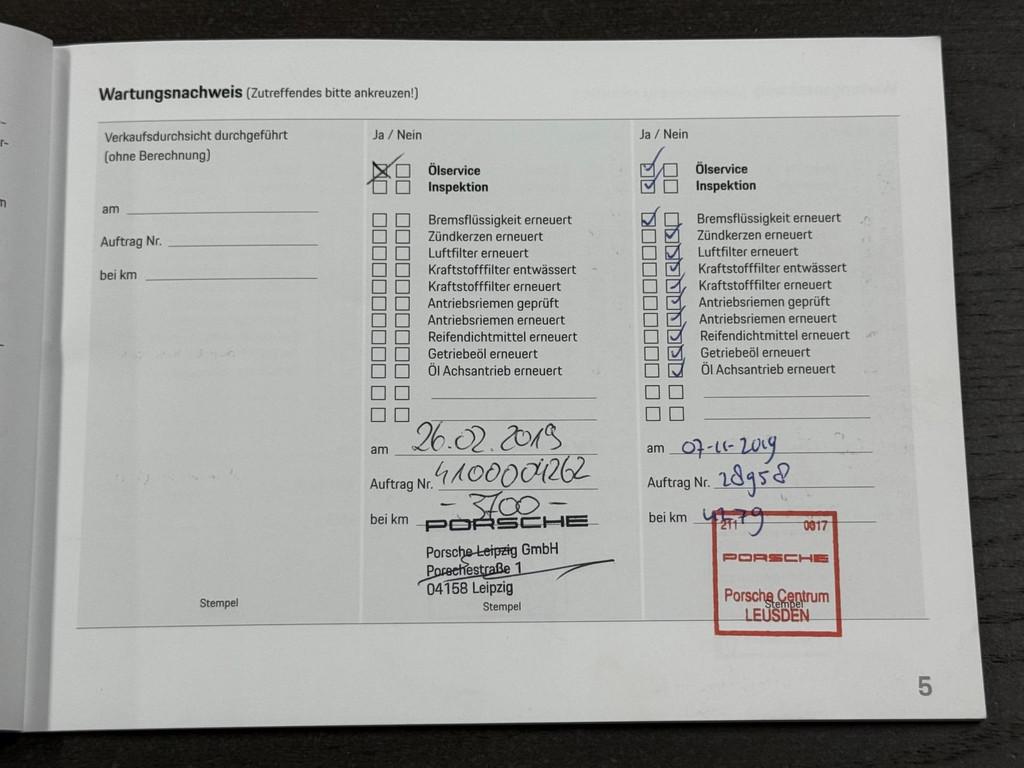 Wartungsnachweis (Zutreffendes bitte ankreuzen!)
Verkaufsdurchsicht durchgeführt
(ohne Berechnung)
am
Auftrag Nr.
bei km
Stempel
Ja / Nein
Ölservice
Inspektion
Bremsflüssigkeit erneuert
Zündkerzen erneuert
Luftfilter erneuert
Kraftstofffilter entwässert
Kraftstofffilter erneuert
Antriebsriemen geprüft
Antriebsriemen erneuert
Reifendichtmittel erneuert
Getriebeöl erneuert
Öl Achsantrieb erneuert
am 26.02.2019
Auftrag Nr. 4100004262
bei km - 3700 -
PORSCHE
Porsche Leipzig GmbH
Porschestraße 1
04158 Leipzig
Stempel
Ja / Nein
Ölservice
Inspektion
Bremsflüssigkeit erneuert
Zündkerzen erneuert
Luftfilter erneuert
Kraftstofffilter entwässert
Kraftstofffilter erneuert
Antriebsriemen geprüft
Antriebsriemen erneuert
Reifendichtmittel erneuert
Getriebeöl erneuert
Öl Achsantrieb erneuert
am 07-11-2019
Auftrag Nr. 28958
bei km
211 0017
PORSCHE
Porsche Centrum
Stempel
LEUSDEN
5